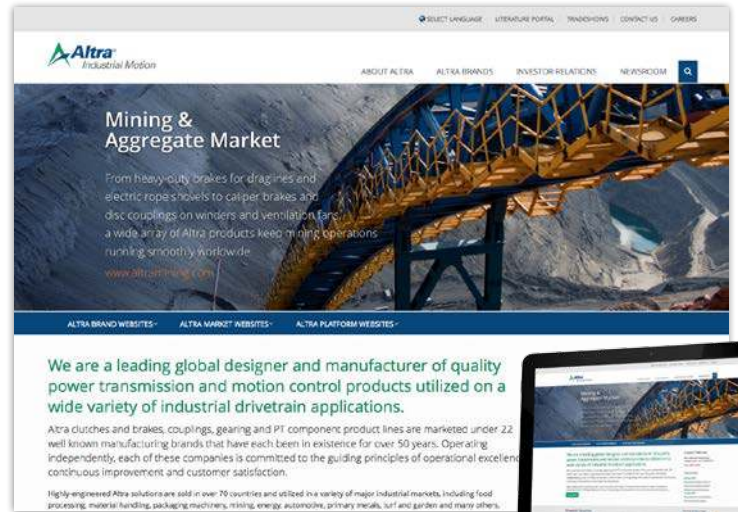 SELECT LANGUAGE LITERATURE PORTAL TRADESHOWS CONTACT US CAREERS
Altra
Industrial Motion
ABOUT ALTRA ALTRA BRANDS INVESTOR RELATIONS NEWSROOM
Mining &
Aggregate Market
From heavy-duty brakes for draglines and
electric rope shovels to caliper brakes and
disc couplings on winders and ventilation fans,
a wide array of Altra products keep mining operations
running smoothly worldwide
www.altramining.com
ALTRA BRAND WEBSITES ALTRA MARKET WEBSITES ALTRA PLATFORM WEBSITES
We are a leading global designer and manufacturer of quality
power transmission and motion control products utilized on a
wide variety of industrial drivetrain applications.
Altra clutches and brakes, couplings, gearing and PT component product lines are marketed under 22
well known manufacturing brands that have each been in existence for over 50 years. Operating
independently, each of these companies is committed to the guiding principles of operational excellenc
continuous improvement and customer satisfaction.
Highly-engineered Altra solutions are sold in over 70 countries and utilized in a variety of major industrial markets, including food
processing, material handling, packaging machinery, mining, energy, automotive, primary metals, turf and garden and many others.
Altra
Mining &
Aggregate Market